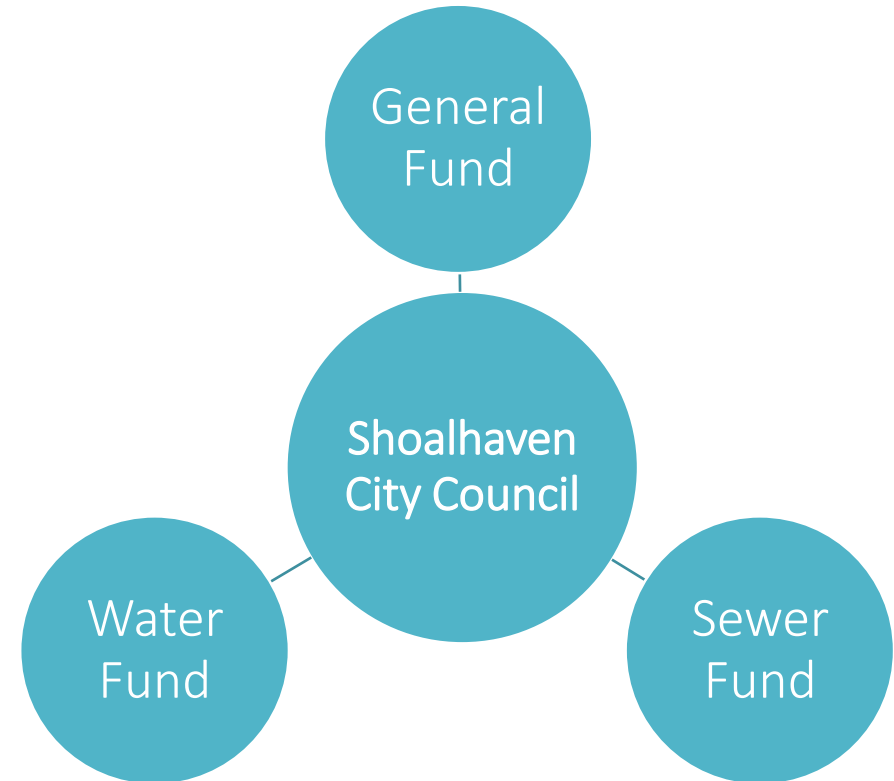 General
Fund
Shoalhaven
City Council
Water
Fund
Sewer
Fund